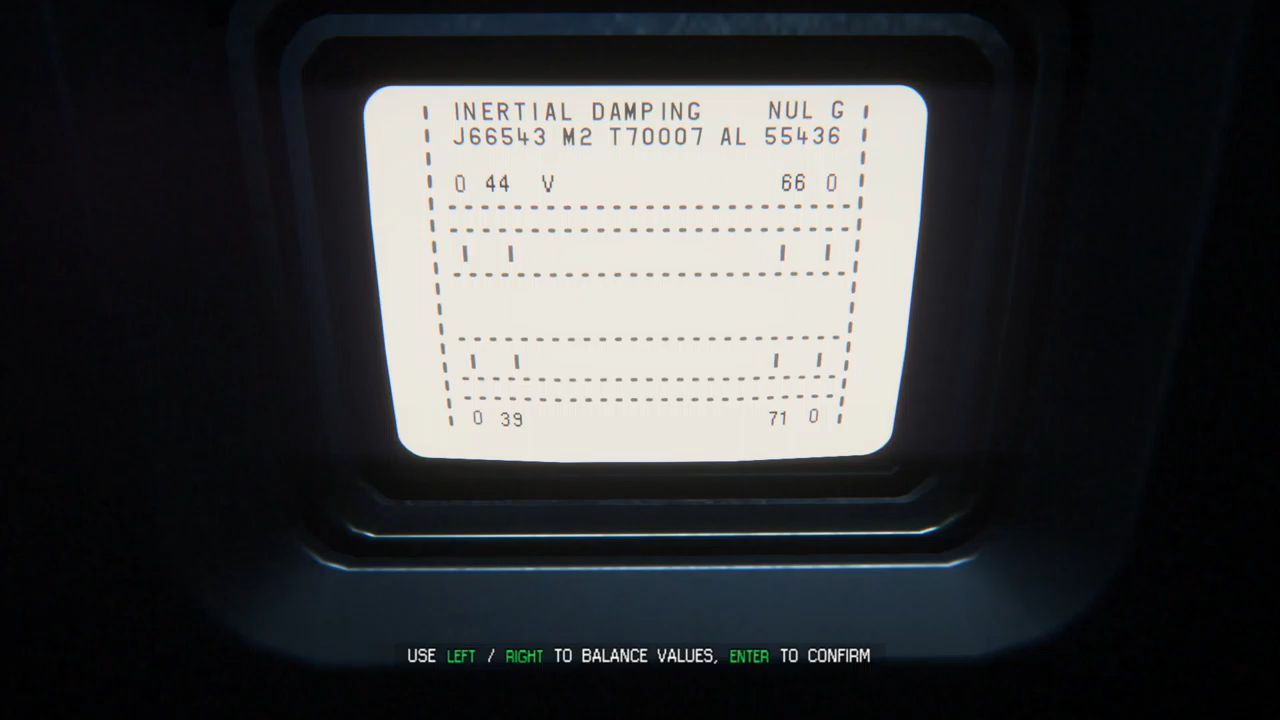 INERTIAL DAMPING NUL G
J66543 M2 T70007 AL 55436
0 44 V 66 0
0 39 71 0
USE LEFT / RIGHT TO BALANCE VALUES, ENTER TO CONFIRM